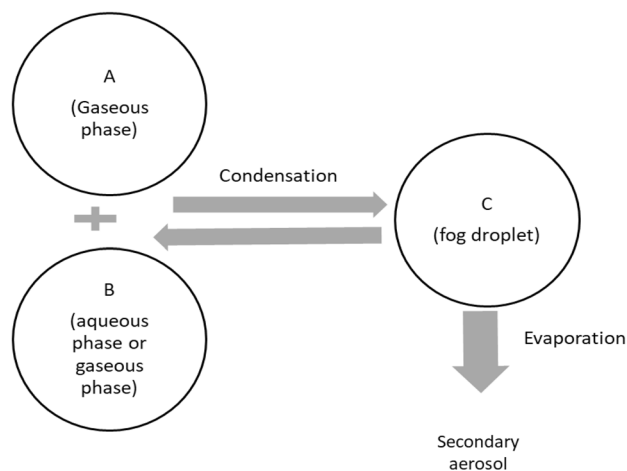 A
(Gaseous
phase)
Condensation
C
(fog droplet)
B
(aqueous
phase or
gaseous
phase)
Evaporation
Secondary
aerosol